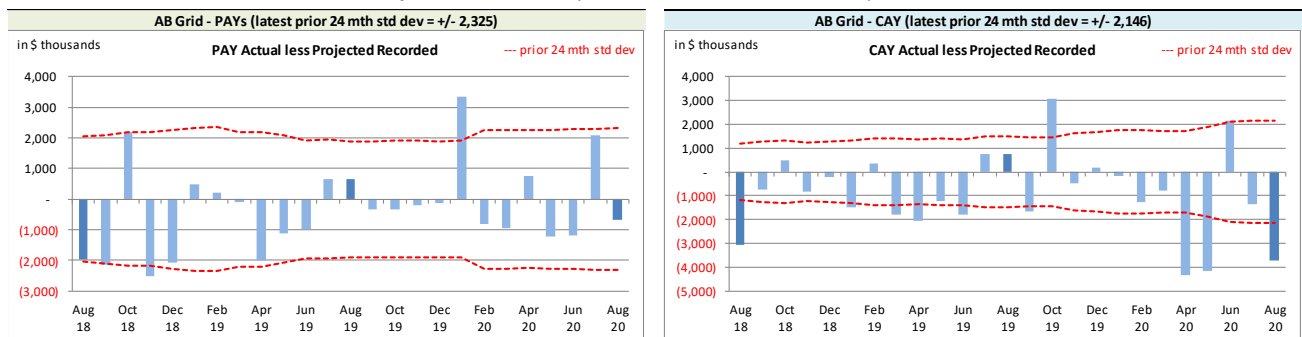 AB Grid - PAYs (latest prior 24 mth std dev = +/- 2,325)
in $ thousands
PAY Actual less Projected Recorded
--- prior 24 mth std dev
4,000
3,000
2,000
1,000
-
(1,000)
(2,000)
(3,000)
Aug Oct Dec Feb Apr Jun Aug Oct Dec Feb Apr Jun Aug
18 18 18 19 19 19 19 19 19 20 20 20 20
AB Grid - CAY (latest prior 24 mth std dev = +/- 2,146)
in $ thousands
CAY Actual less Projected Recorded
--- prior 24 mth std dev
4,000
3,000
2,000
1,000
-
(1,000)
(2,000)
(3,000)
(4,000)
(5,000)
Aug Oct Dec Feb Apr Jun Aug Oct Dec Feb Apr Jun Aug
18 18 18 19 19 19 19 19 19 20 20 20 20